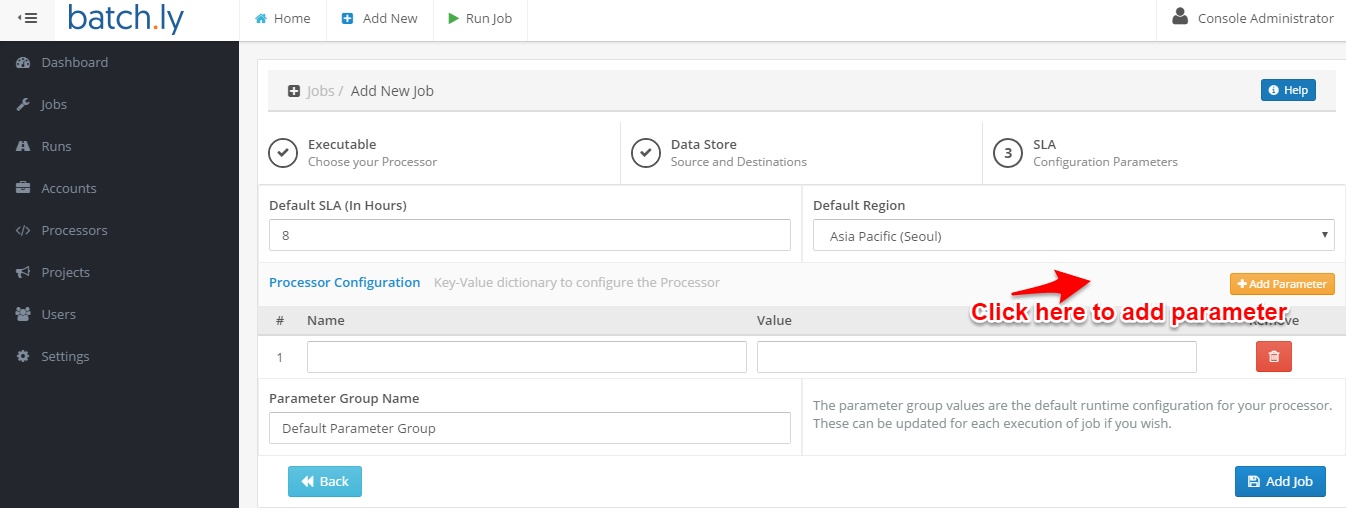 batch.ly
Home
Add New
Run Job
Console Administrator
Dashboard
Jobs
Runs
Accounts
Processors
Projects
Users
Settings
Jobs / Add New Job
Help
Executable
Choose your Processor
Data Store
Source and Destinations
3
SLA
Configuration Parameters
Default SLA (In Hours)
8
Default Region
Asia Pacific (Seoul)
Processor Configuration Key-Value dictionary to configure the Processor
Add Parameter
Click here to add parameter
# Name Value
1
Parameter Group Name
Default Parameter Group
The parameter group values are the default runtime configuration for your processor.
These can be updated for each execution of job if you wish.
Back
Add Job